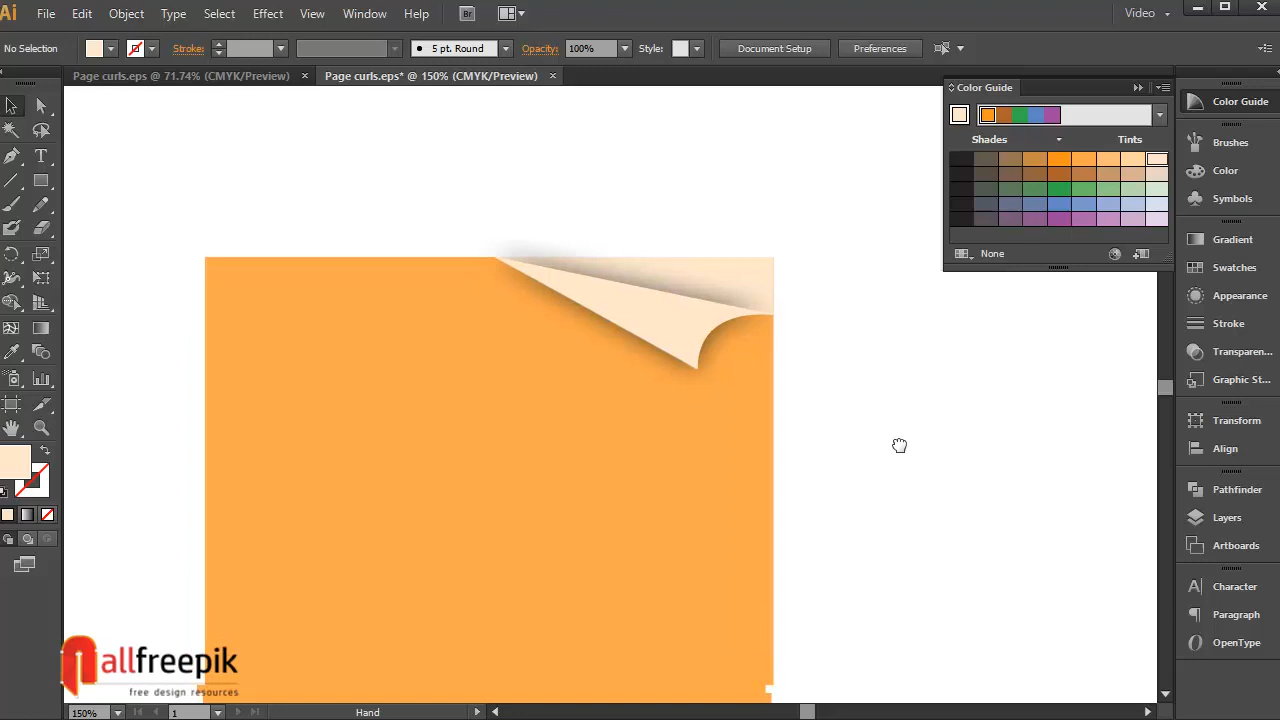 Ai File Edit Object Type Select Effect View Window Help Br Video
No Selection Stroke: 5 pt. Round Opacity: 100% Style: Document Setup Preferences
Page curls.eps @ 71.74% (CMYK/Preview) Page curls.eps* @ 150% (CMYK/Preview)
Color Guide
Shades Tints
None
Color Guide
Brushes
Color
Symbols
Gradient
Swatches
Appearance
Stroke
Transparen...
Graphic St...
Transform
Align
Pathfinder
Layers
Artboards
Character
Paragraph
OpenType
allfreepik
free design resources
150% 1 Hand